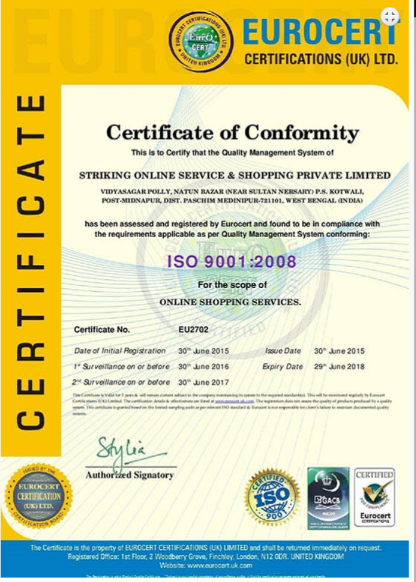 EUROCERT
CERTIFICATIONS (UK) LTD.
CERTIFICATE
Certificate of Conformity
This is to Certify that the Quality Management System of
STRIKING ONLINE SERVICE & SHOPPING PRIVATE LIMITED
VIDYASAGAR POLLY, NATUN BAZAR (NEAR SULTAN NERSARY) P.S. KOTWALI,
POST-MIDNAPUR, DIST. PASCHIM MEDINIPUR-721101, WEST BENGAL (INDIA)
has been assessed and registered by Eurocert and found to be in compliance with
the requirements applicable as per Quality Management System conforming:
ISO 9001:2008
For the scope of
ONLINE SHOPPING SERVICES.
Certificate No. EU2702
Date of Initial Registration 30th June 2015 Issue Date 30th June 2015
1st Surveillance on or before 30th June 2016 Expiry Date 29th June 2018
2nd Surveillance on or before 30th June 2017
Authorized Signatory
EUROCERT
CERTIFICATION
(UK) LTD.
CERTIFIED
ISO
Eurocert
The Certificate is the property of EUROCERT CERTIFICATIONS (UK) LIMITED and shall be returned immediately on request.
Registered Office: 1st Floor, 2 Woodberry Grove, Finchley, London, N12 0DR. UNITED KINGDOM
Website: www.eurocert.uk.com